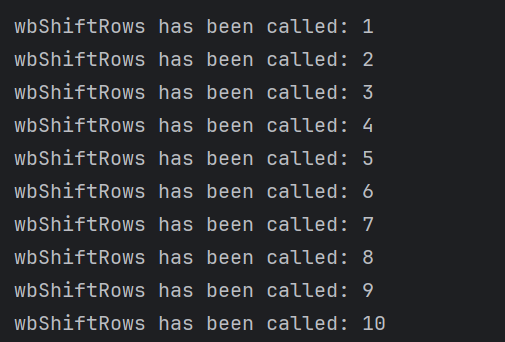 wbShiftRows has been called: 1
wbShiftRows has been called: 2
wbShiftRows has been called: 3
wbShiftRows has been called: 4
wbShiftRows has been called: 5
wbShiftRows has been called: 6
wbShiftRows has been called: 7
wbShiftRows has been called: 8
wbShiftRows has been called: 9
wbShiftRows has been called: 10